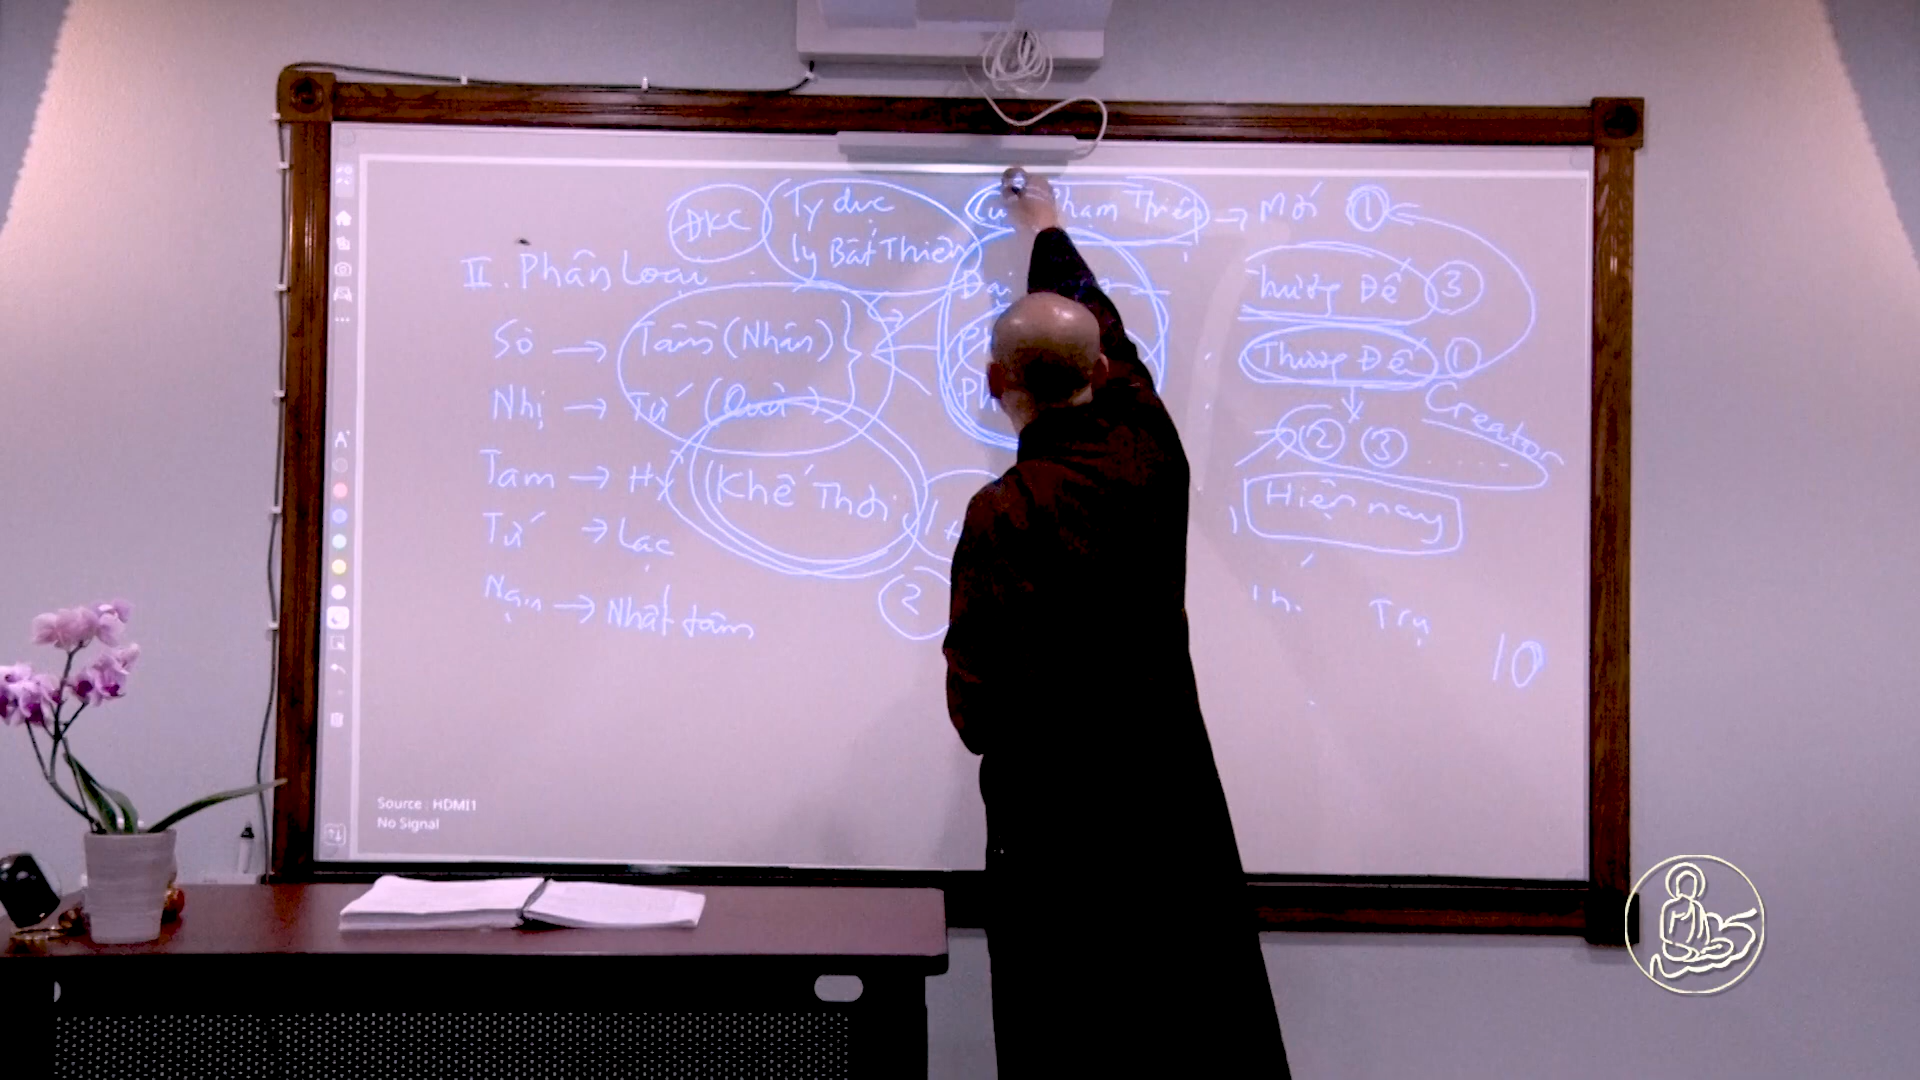 ĐKC
Ty dục
ly Bất Thiện
Phạm Thiên → Mới ①
II. Phân Loại
Thượng Đế ③
Sơ → Tầm (Nhân)
Thượng Đế ①
Nhị → Tứ (Quả)
Creator
② ③ ......
Tam → Hỷ
Khế Thời
Hiện nay
Tứ → Lạc
②
Nhất tâm
Trụ
10
Source : HDMI1
No Signal